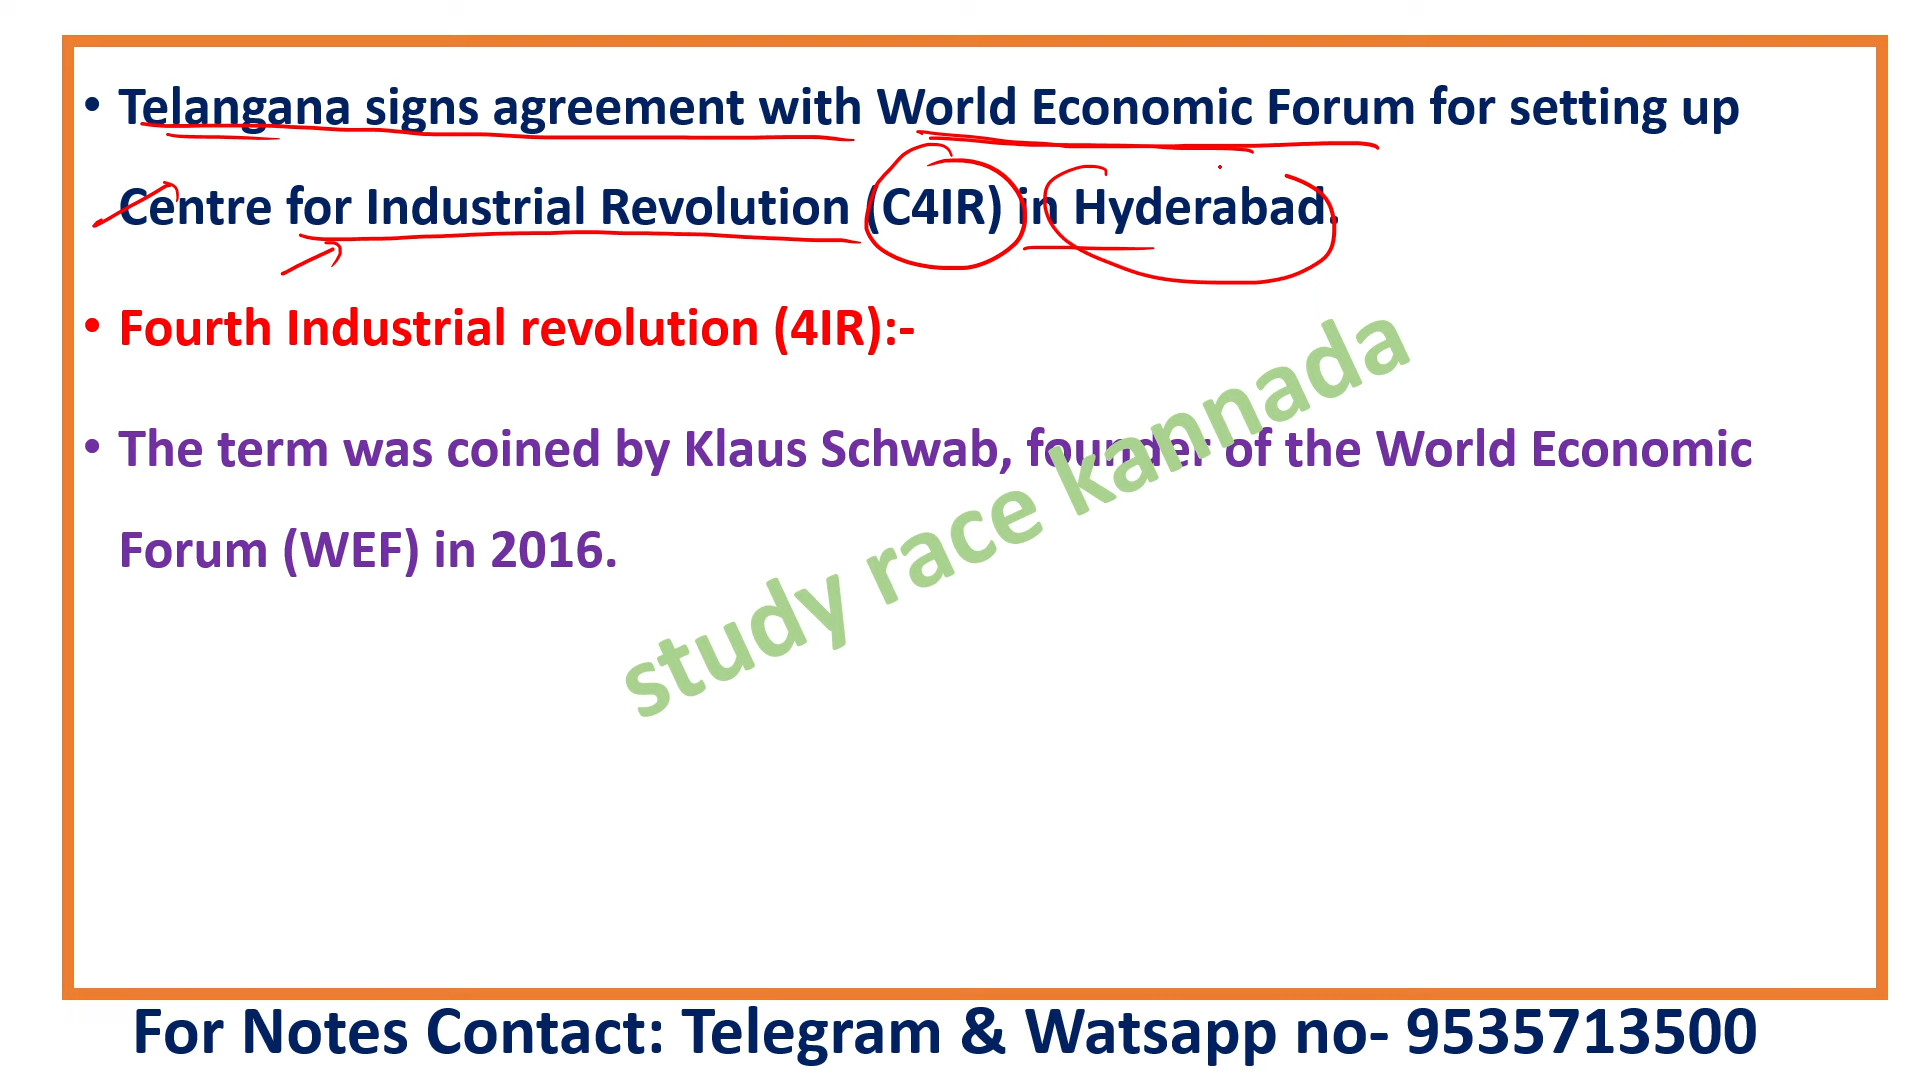 • Telangana signs agreement with World Economic Forum for setting up
Centre for Industrial Revolution (C4IR) in Hyderabad.
• Fourth Industrial revolution (4IR):-
• The term was coined by Klaus Schwab, founder of the World Economic
Forum (WEF) in 2016.
study race kannada
For Notes Contact: Telegram & Watsapp no- 9535713500